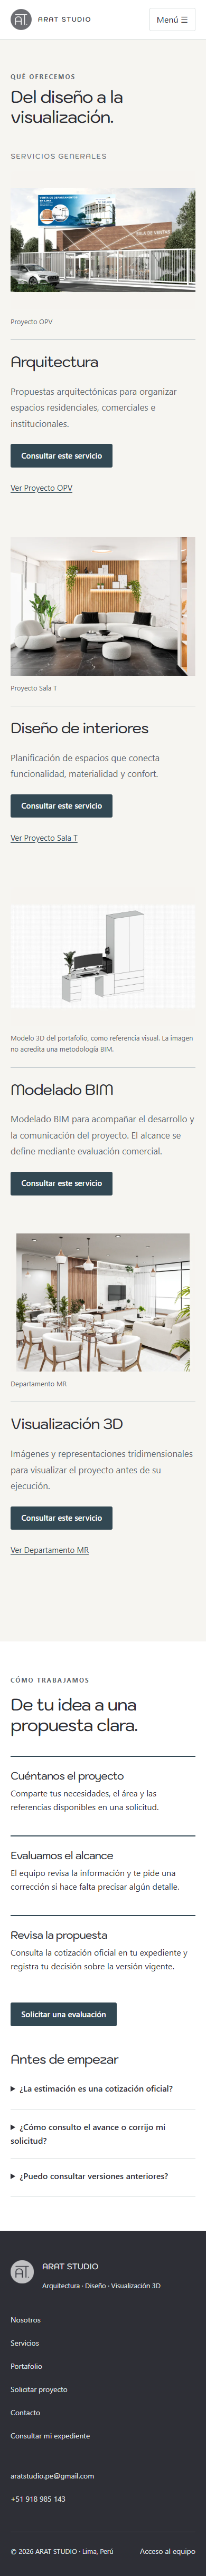 ARAT STUDIO
Menú ☰
QUÉ OFRECEMOS
Del diseño a la
visualización.
SERVICIOS GENERALES
SALA DE VENTAS
Proyecto OPV
Arquitectura
Propuestas arquitectónicas para organizar
espacios residenciales, comerciales e
institucionales.
Consultar este servicio
Ver Proyecto OPV
Proyecto Sala T
Diseño de interiores
Planificación de espacios que conecta
funcionalidad, materialidad y confort.
Consultar este servicio
Ver Proyecto Sala T
Modelo 3D del portafolio, como referencia visual. La imagen
no acredita una metodología BIM.
Modelado BIM
Modelado BIM para acompañar el desarrollo y
la comunicación del proyecto. El alcance se
define mediante evaluación comercial.
Consultar este servicio
Departamento MR
Visualización 3D
Imágenes y representaciones tridimensionales
para visualizar el proyecto antes de su
ejecución.
Consultar este servicio
Ver Departamento MR
CÓMO TRABAJAMOS
De tu idea a una
propuesta clara.
Cuéntanos el proyecto
Comparte tus necesidades, el área y las
referencias disponibles en una solicitud.
Evaluamos el alcance
El equipo revisa la información y te pide una
corrección si hace falta precisar algún detalle.
Revisa la propuesta
Consulta la cotización oficial en tu expediente y
registra tu decisión sobre la versión vigente.
Solicitar una evaluación
Antes de empezar
¿La estimación es una cotización oficial?
¿Cómo consulto el avance o corrijo mi
solicitud?
¿Puedo consultar versiones anteriores?
ARAT STUDIO
Arquitectura · Diseño · Visualización 3D
Nosotros
Servicios
Portafolio
Solicitar proyecto
Contacto
Consultar mi expediente
aratstudio.pe@gmail.com
+51 918 985 143
© 2026 ARAT STUDIO · Lima, Perú
Acceso al equipo